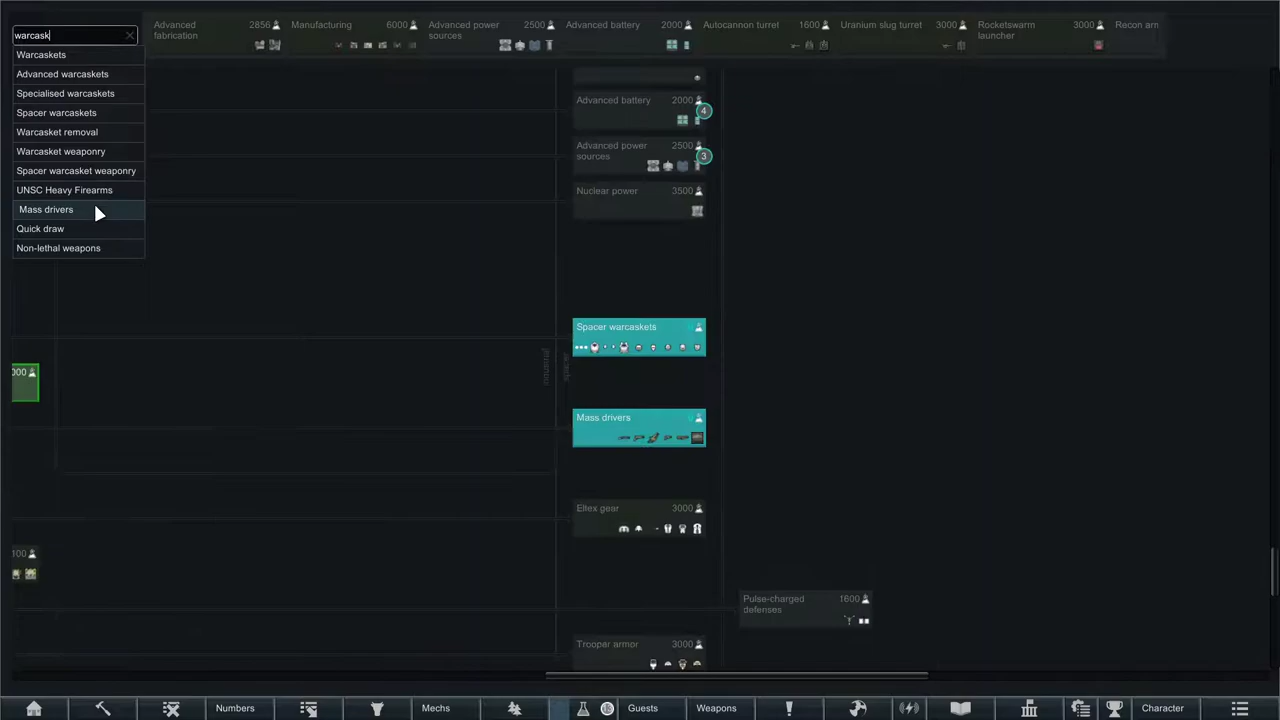 warcask
Warcaskets
Advanced warcaskets
Specialised warcaskets
Spacer warcaskets
Warcasket removal
Warcasket weaponry
Spacer warcasket weaponry
UNSC Heavy Firearms
Mass drivers
Quick draw
Non-lethal weapons
Advanced fabrication 2856
Manufacturing 6000
Advanced power sources 2500
Advanced battery 2000
Autocannon turret 1600
Uranium slug turret 3000
Rocketswarm launcher 3000
Recon arm
Advanced battery 2000
4
Advanced power sources 2500
3
Nuclear power 3500
Spacer warcaskets
000
Mass drivers
Eltex gear 3000
100
Pulse-charged defenses 1600
Trooper armor 3000
Numbers
Mechs
Guests
Weapons
Character